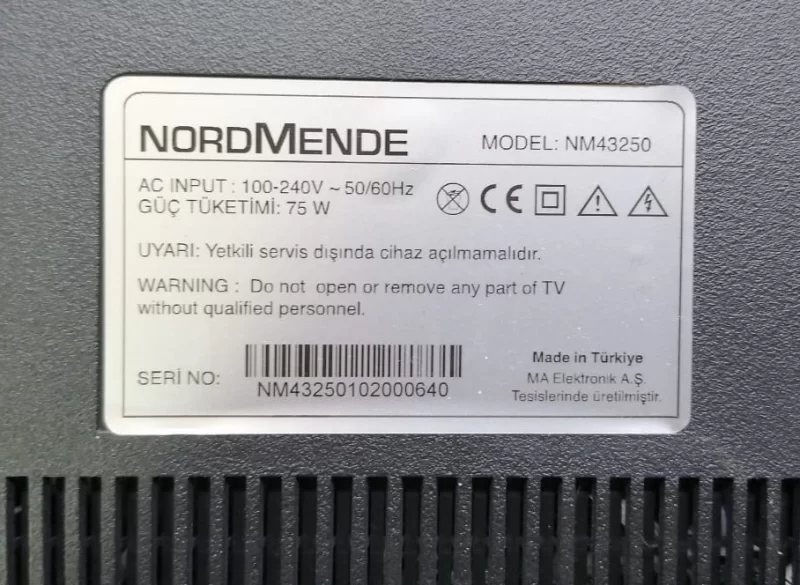 NORDMENDE MODEL: NM43250
AC INPUT : 100-240V ~ 50/60Hz
GÜÇ TÜKETİMİ: 75 W
CE
UYARI: Yetkili servis dışında cihaz açılmamalıdır.
WARNING : Do not open or remove any part of TV
without qualified personnel.
SERİ NO:
NM43250102000640
Made in Türkiye
MA Elektronik A.Ş.
Tesislerinde üretilmiştir.